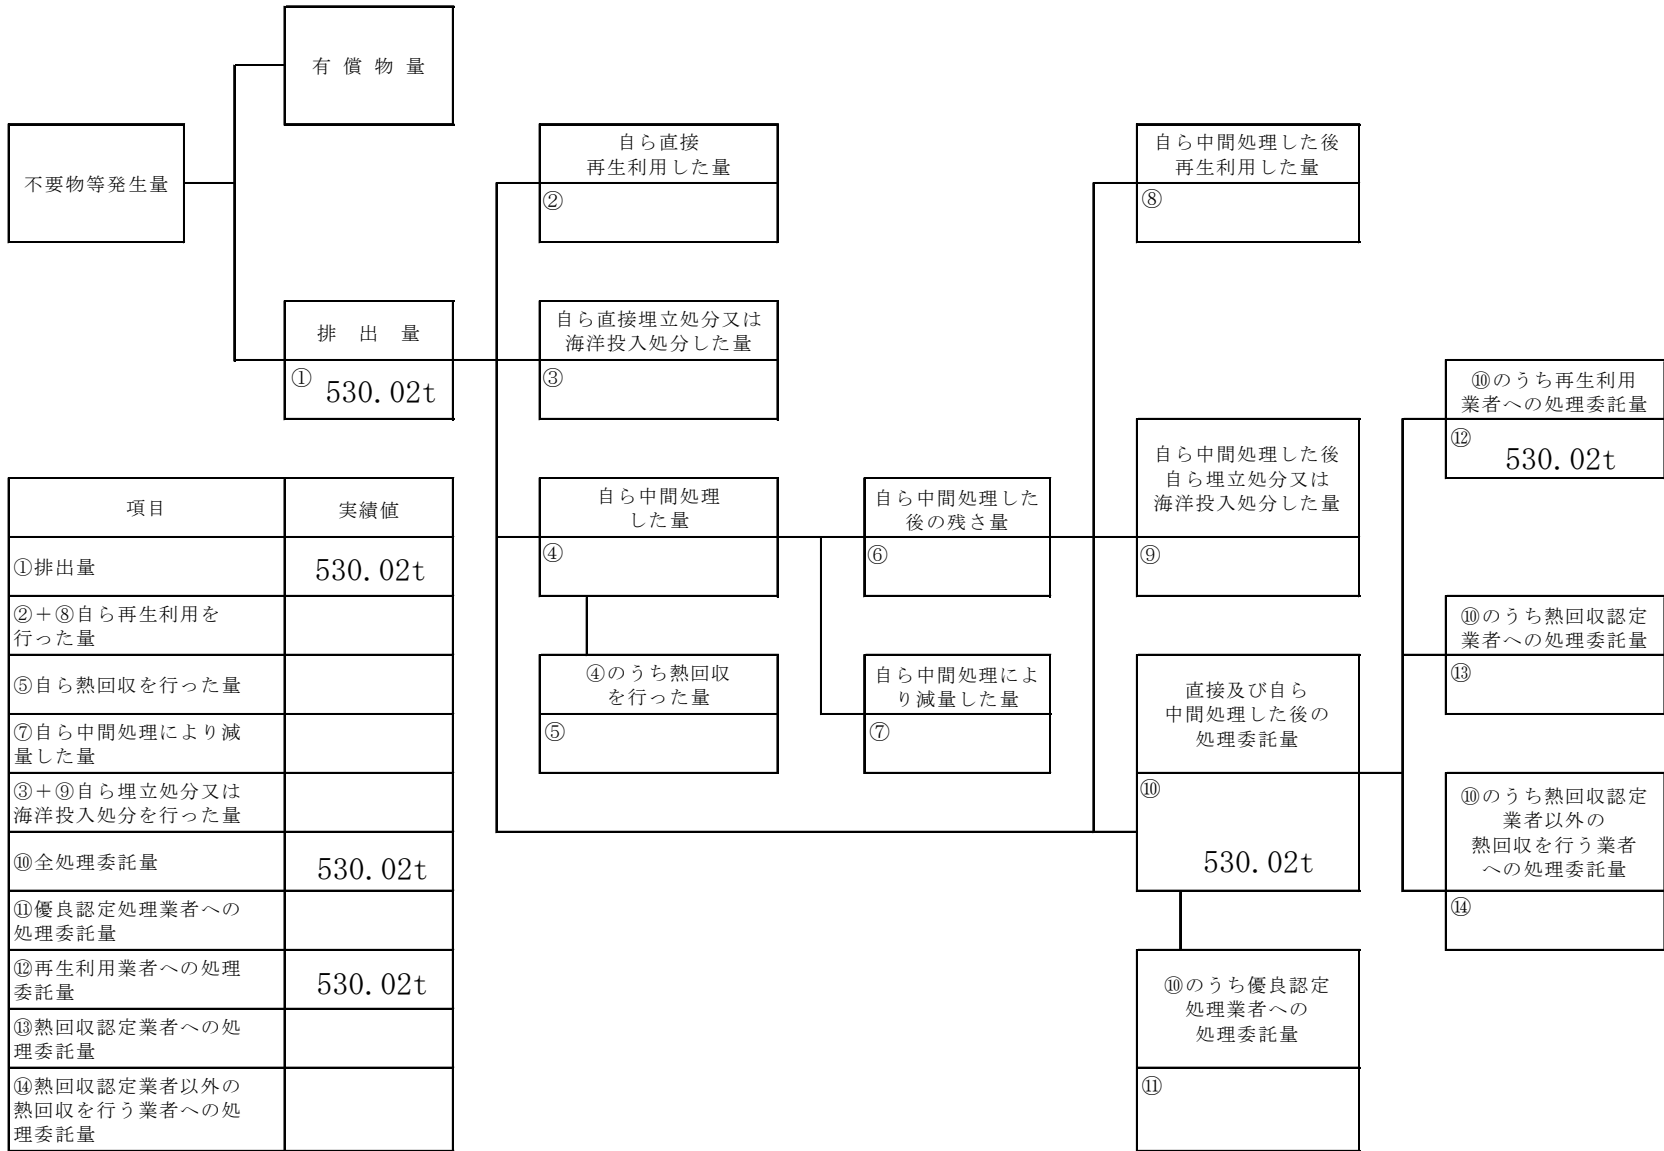 有償物量
不要物等発生量
排出量
① 530.02t
自ら直接
再生利用した量
②
自ら直接埋立処分又は
海洋投入処分した量
③
自ら中間処理
した量
④
④のうち熱回収
を行った量
⑤
自ら中間処理した
後の残さ量
⑥
自ら中間処理によ
り減量した量
⑦
自ら中間処理した後
再生利用した量
⑧
自ら中間処理した後
自ら埋立処分又は
海洋投入処分した量
⑨
直接及び自ら
中間処理した後の
処理委託量
⑩
530.02t
⑩のうち優良認定
処理業者への
処理委託量
⑪
⑩のうち再生利用
業者への処理委託量
⑫
530.02t
⑩のうち熱回収認定
業者への処理委託量
⑬
⑩のうち熱回収認定
業者以外の
熱回収を行う業者
への処理委託量
⑭
項目 実績値
①排出量 530.02t
②+⑧自ら再生利用を
行った量
⑤自ら熱回収を行った量
⑦自ら中間処理により減
量した量
③+⑨自ら埋立処分又は
海洋投入処分を行った量
⑩全処理委託量 530.02t
⑪優良認定処理業者への
処理委託量
⑫再生利用業者への処理
委託量 530.02t
⑬熱回収認定業者への処
理委託量
⑭熱回収認定業者以外の
熱回収を行う業者への処
理委託量